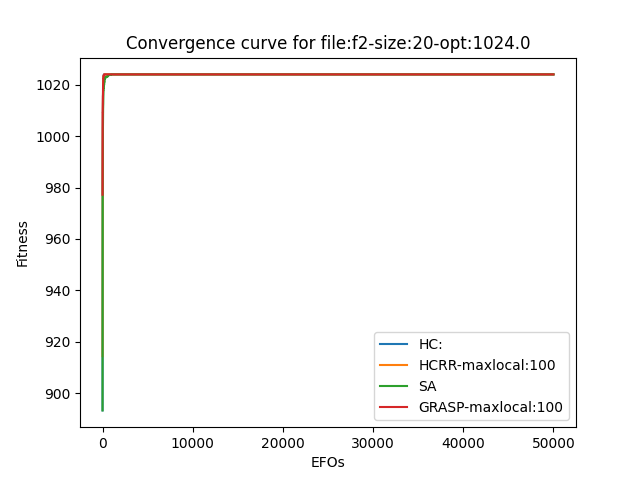 Convergence curve for file:f2-size:20-opt:1024.0
1020
1000
980
960
940
920
900
Fitness
HC:
HCRR-maxlocal:100
SA
GRASP-maxlocal:100
0 10000 20000 30000 40000 50000
EFOs